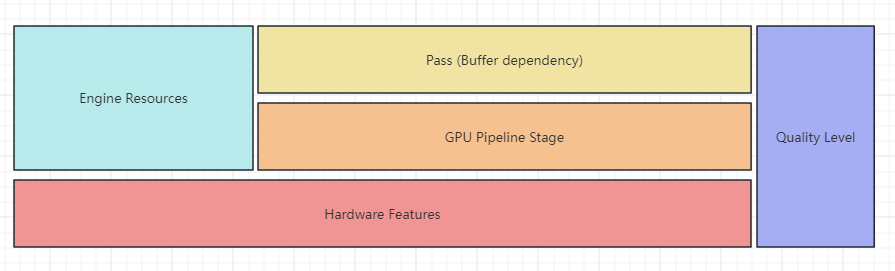 Pass (Buffer dependency)
Engine Resources
GPU Pipeline Stage
Quality Level
Hardware Features